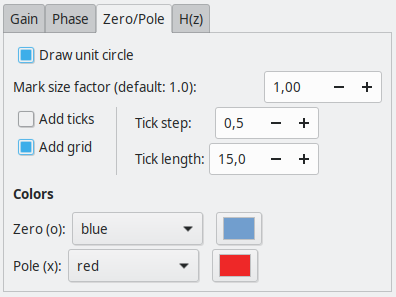 Gain Phase Zero/Pole H(z)
Draw unit circle
Mark size factor (default: 1.0): 1,00 − +
Add ticks
Tick step: 0,5 − +
Add grid
Tick length: 15,0 − +
Colors
Zero (o): blue
Pole (x): red